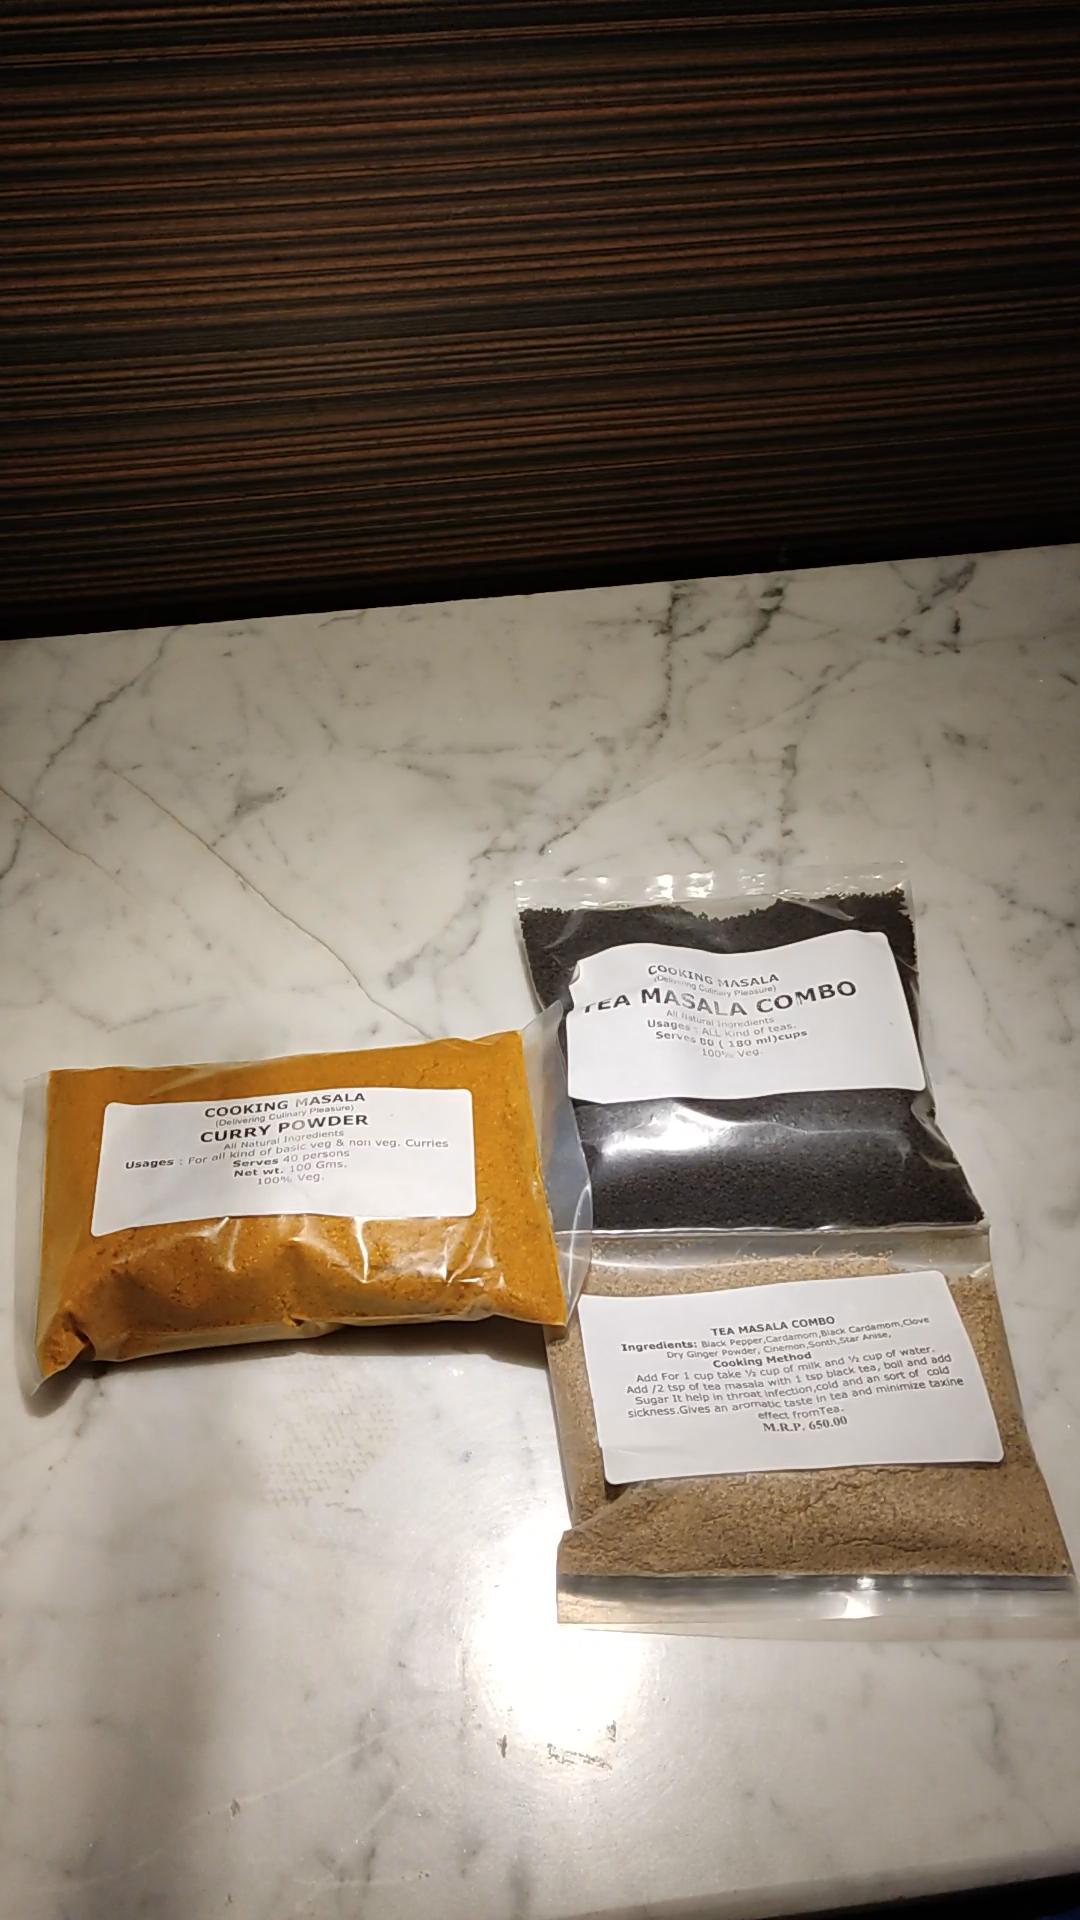 COOKING MASALA
(Delivering Culinary Pleasure)
TEA MASALA COMBO
All Natural Ingredients
Usages : ALL kind of teas.
Serves 80 ( 180 ml)cups
100% Veg.
COOKING MASALA
(Delivering Culinary Pleasure)
CURRY POWDER
All Natural Ingredients
Usages : For all kind of basic veg & non veg. Curries
Serves 40 persons
Net wt. 100 Gms.
100% Veg.
TEA MASALA COMBO
Ingredients: Black Pepper,Cardamom,Black Cardamom,Clove
Dry Ginger Powder, Cinemon,Sonth,Star Anise,
Cooking Method
Add For 1 cup take ½ cup of milk and ½ cup of water.
Add /2 tsp of tea masala with 1 tsp black tea, boil and add
Sugar It help in throat infection,cold and an sort of cold
sickness.Gives an aromatic taste in tea and minimize taxine
effect fromTea.
M.R.P. 650.00